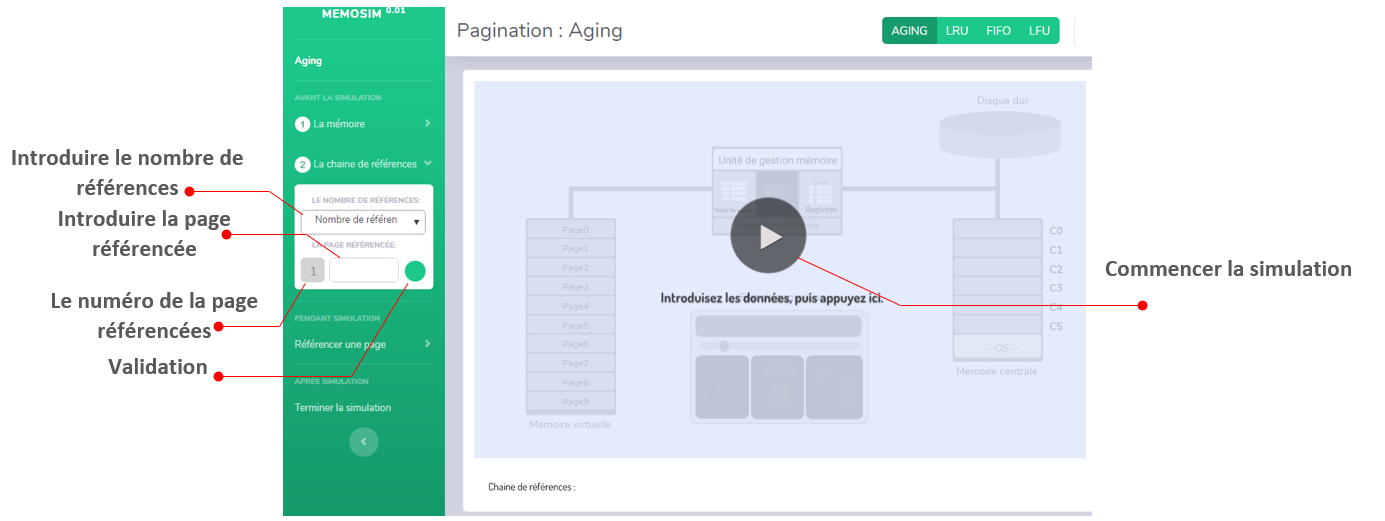 MEMOSIM 0.01
Aging
AVANT LA SIMULATION
1 La mémoire
2 La chaine de références
LE NOMBRE DE RÉFÉRENCES:
Nombre de référen
LA PAGE RÉFÉRENCÉE:
1
PENDANT SIMULATION
Référencer une page
APRÉS SIMULATION
Terminer la simulation
Introduire le nombre de
références
Introduire la page
référencée
Le numéro de la page
référencées
Validation
Pagination : Aging
AGING LRU FIFO LFU
Disque dur
Unité de gestion mémoire
Registres
Introduisez les données, puis appuyez ici.
Page0
Page1
Page2
Page3
Page4
Page5
Page6
Page7
Page8
Page9
Memoire virtuelle
C0
C1
C2
C3
C4
C5
--OS--
Memoire centrale
Chaine de références :
Commencer la simulation